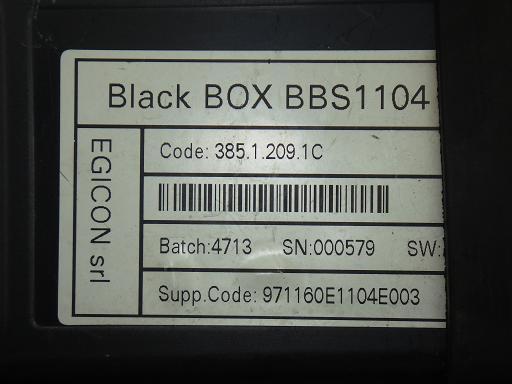 Black BOX BBS1104
EGICON srl
Code: 385.1.209.1C
Batch:4713 SN:000579 SW:
Supp.Code: 971160E1104E003